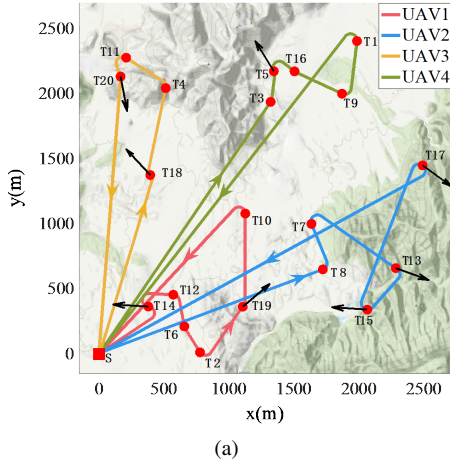 UAV1
UAV2
UAV3
UAV4
2500
2000
1500
1000
500
0
y(m)
T11
T20
T4
T18
T5
T16
T3
T9
T1
T17
T10
T7
T8
T13
T15
T12
T14
T6
T19
T2
S
0
500
1000
1500
2000
2500
x(m)
(a)